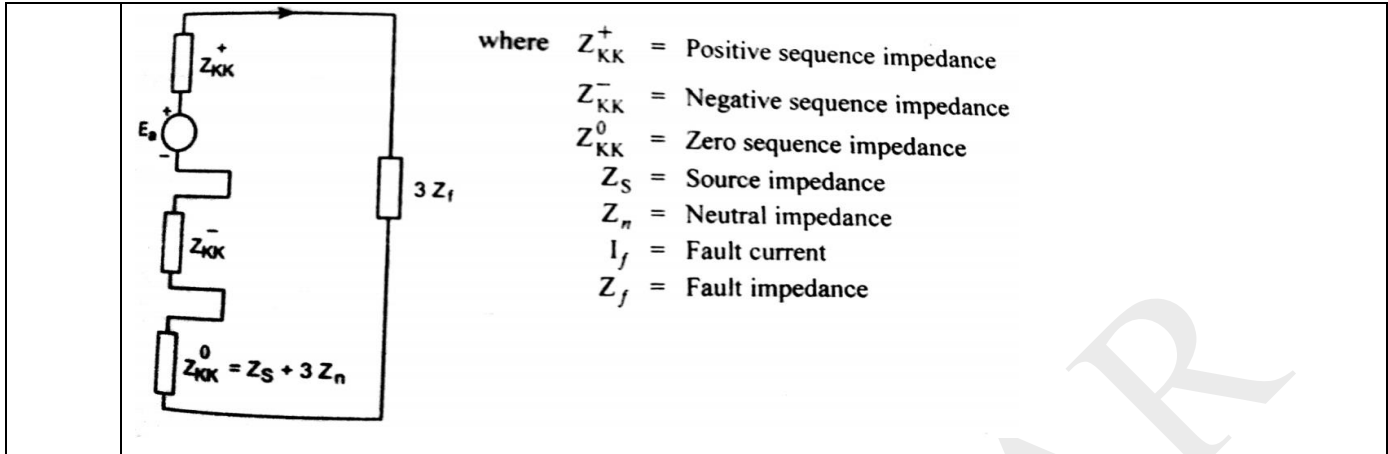 Z⁺KK
Eₐ
+
−
Z⁻KK
Z⁰KK = ZS + 3 Zn
3 Zf
where Z⁺KK = Positive sequence impedance
Z⁻KK = Negative sequence impedance
Z⁰KK = Zero sequence impedance
ZS = Source impedance
Zn = Neutral impedance
If = Fault current
Zf = Fault impedance
AR